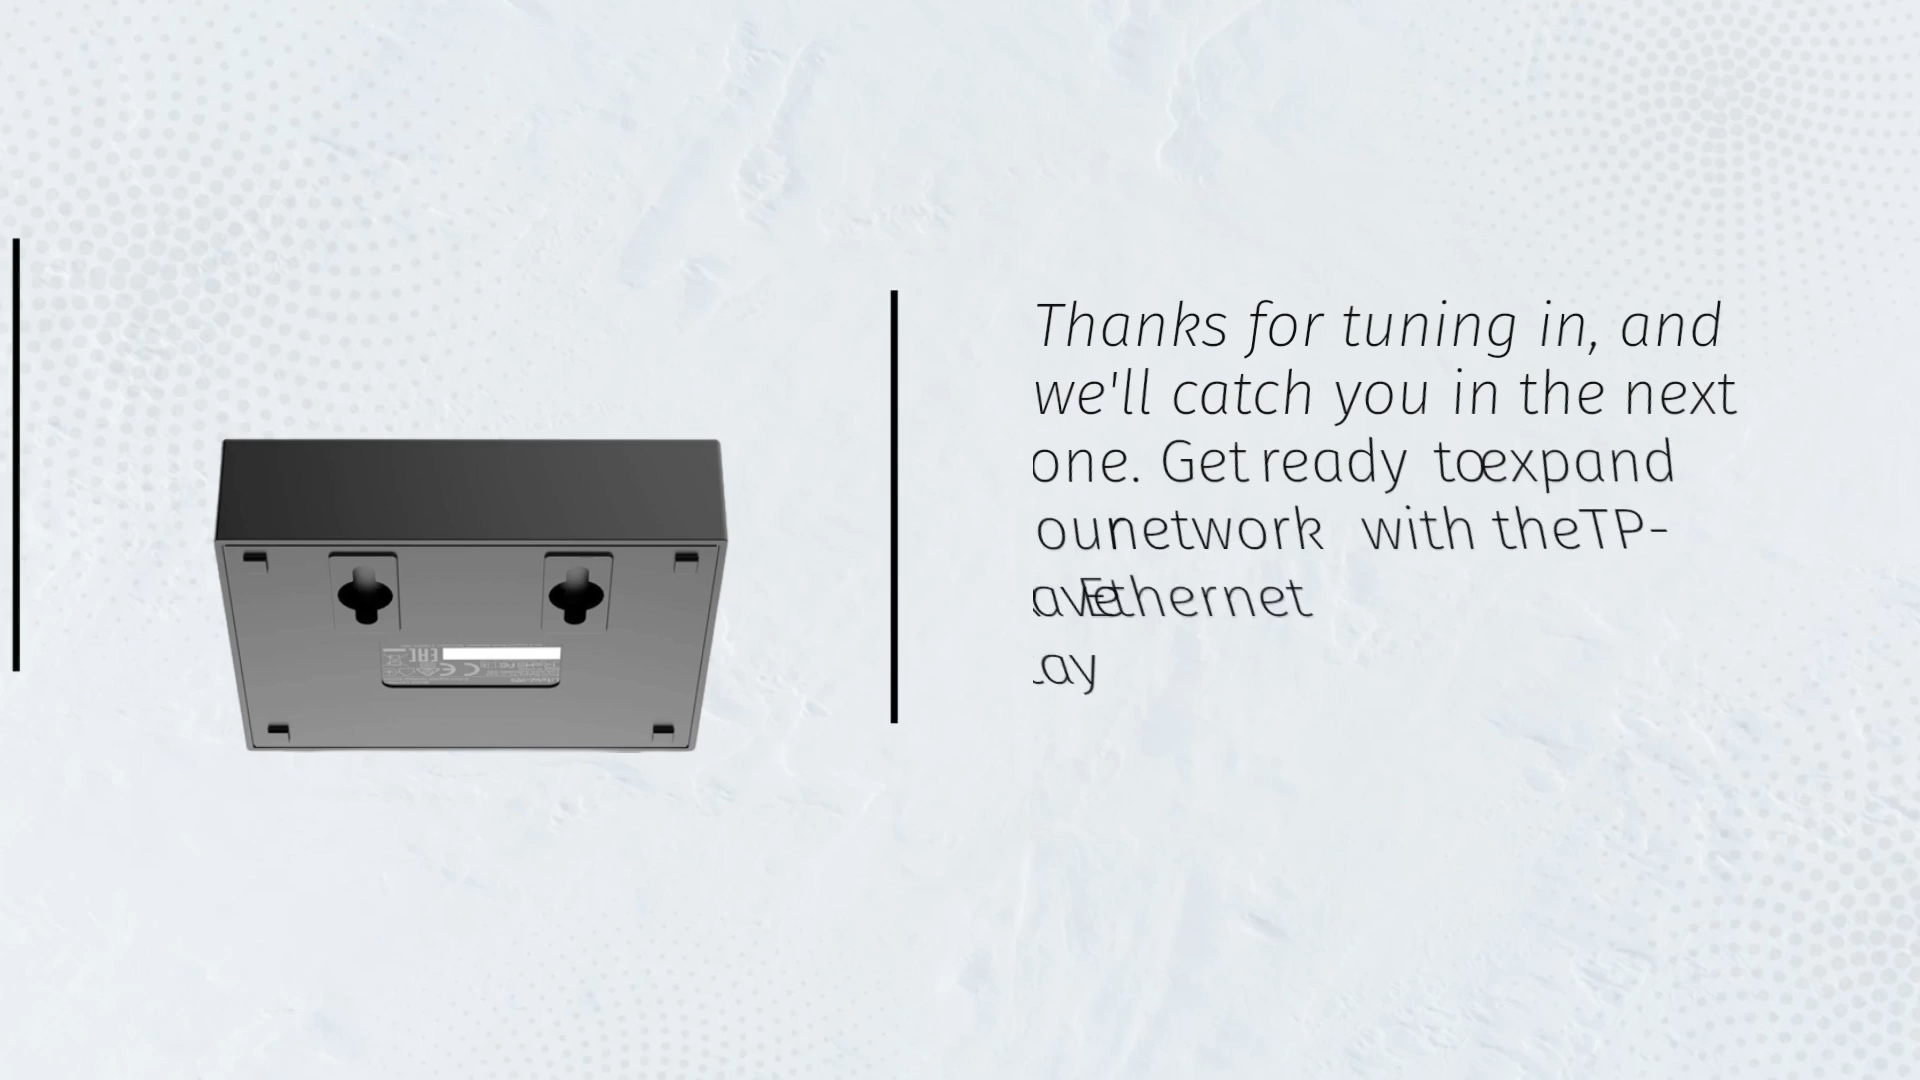 Thanks for tuning in, and
we'll catch you in the next
one. Get ready to expand
network with the TP-
Ethernet